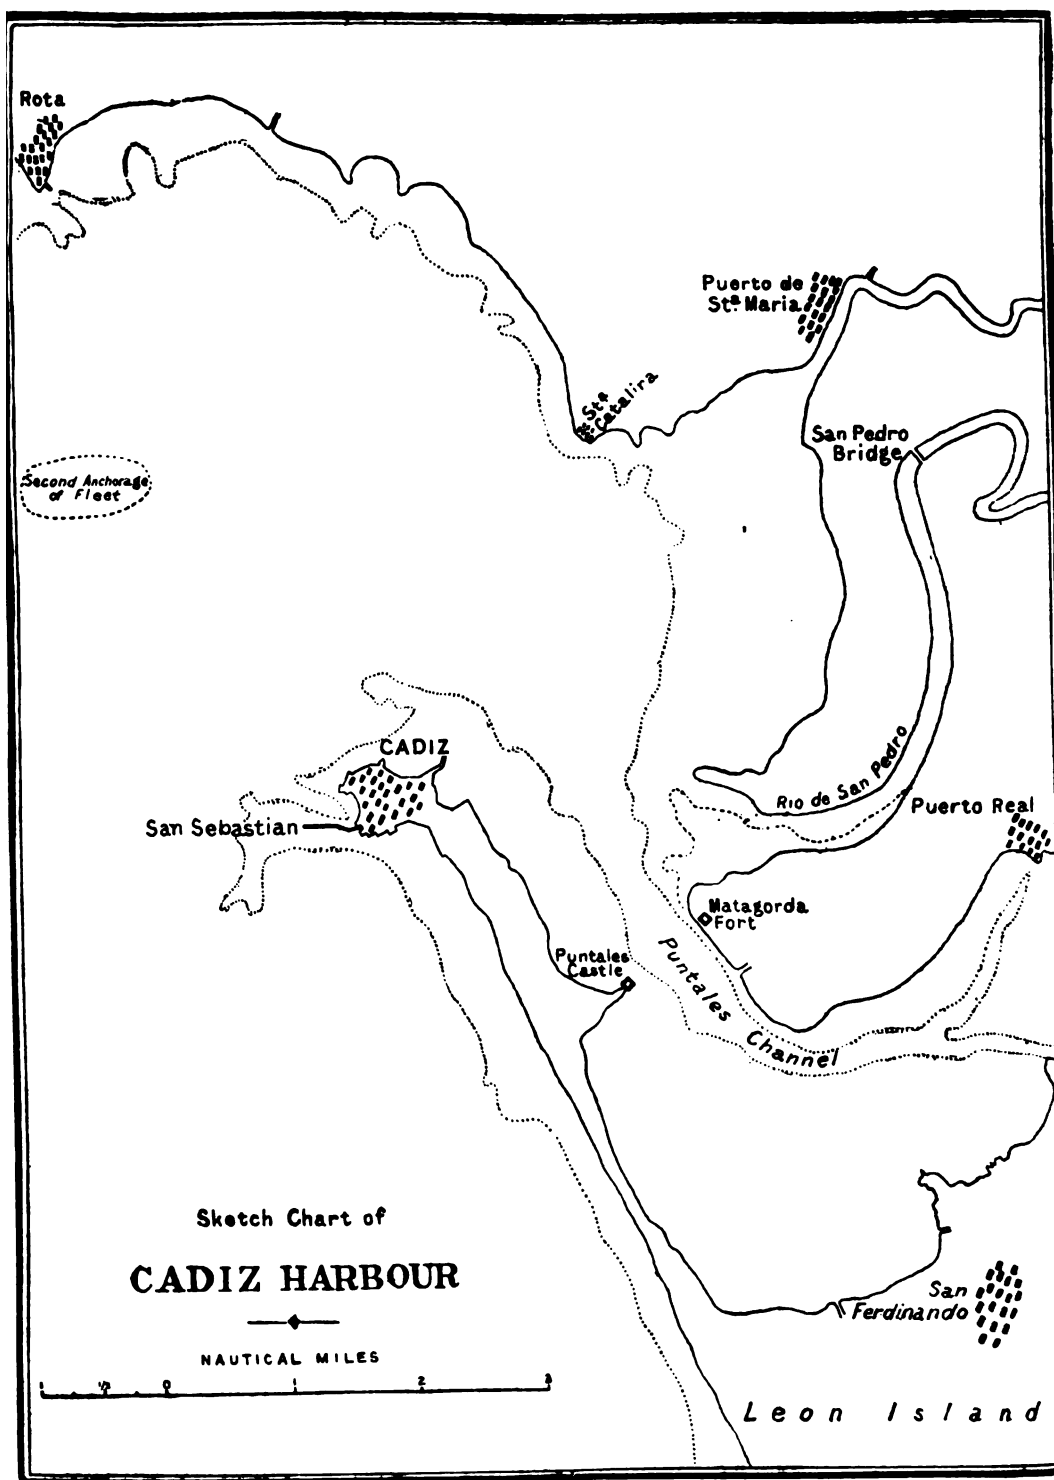 Rota
Puerto de
Sta. Maria
Sta
Catalira
San Pedro
Bridge
Second Anchorage
of Fleet
CADIZ
Rio de San Pedro
Puerto Real
San Sebastian
Matagorda
Fort
Puntales
Castle
Puntales Channel
Sketch Chart of
CADIZ HARBOUR
San
Ferdinando
NAUTICAL MILES
1 ½ 0 1 2 3
Leon Island